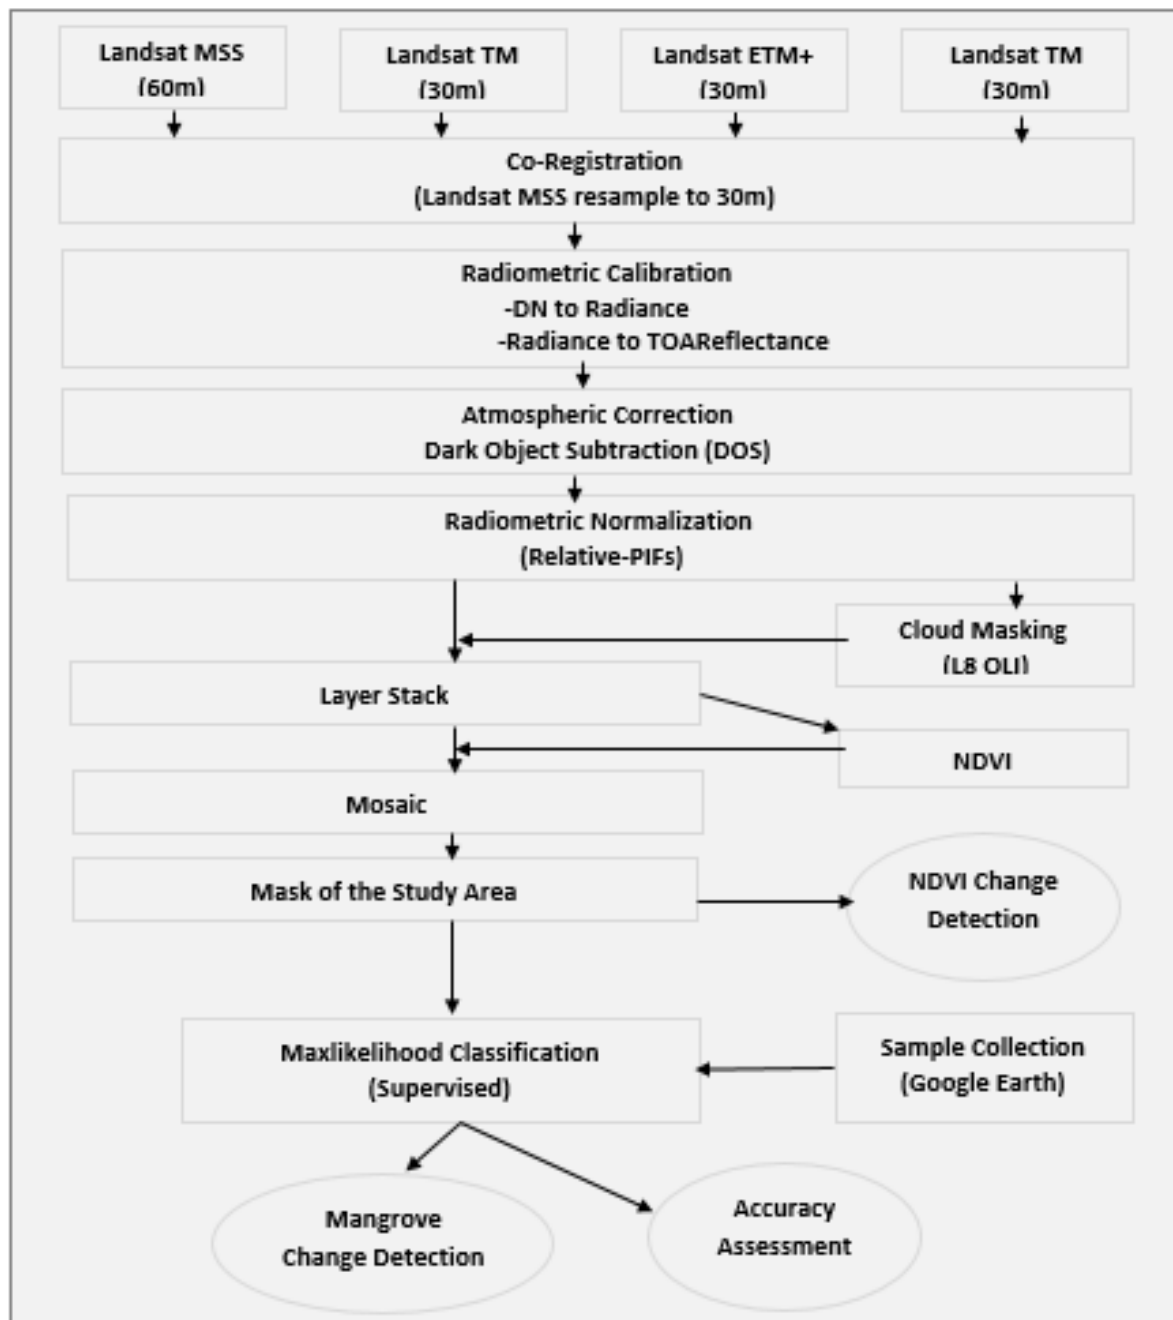 Landsat MSS
(60m)
Landsat TM
(30m)
Landsat ETM+
(30m)
Landsat TM
(30m)
Co-Registration
(Landsat MSS resample to 30m)
Radiometric Calibration
-DN to Radiance
-Radiance to TOAReflectance
Atmospheric Correction
Dark Object Subtraction (DOS)
Radiometric Normalization
(Relative-PIFs)
Cloud Masking
(L8 OLI)
Layer Stack
NDVI
Mosaic
Mask of the Study Area
NDVI Change
Detection
Maxlikelihood Classification
(Supervised)
Sample Collection
(Google Earth)
Mangrove
Change Detection
Accuracy
Assessment